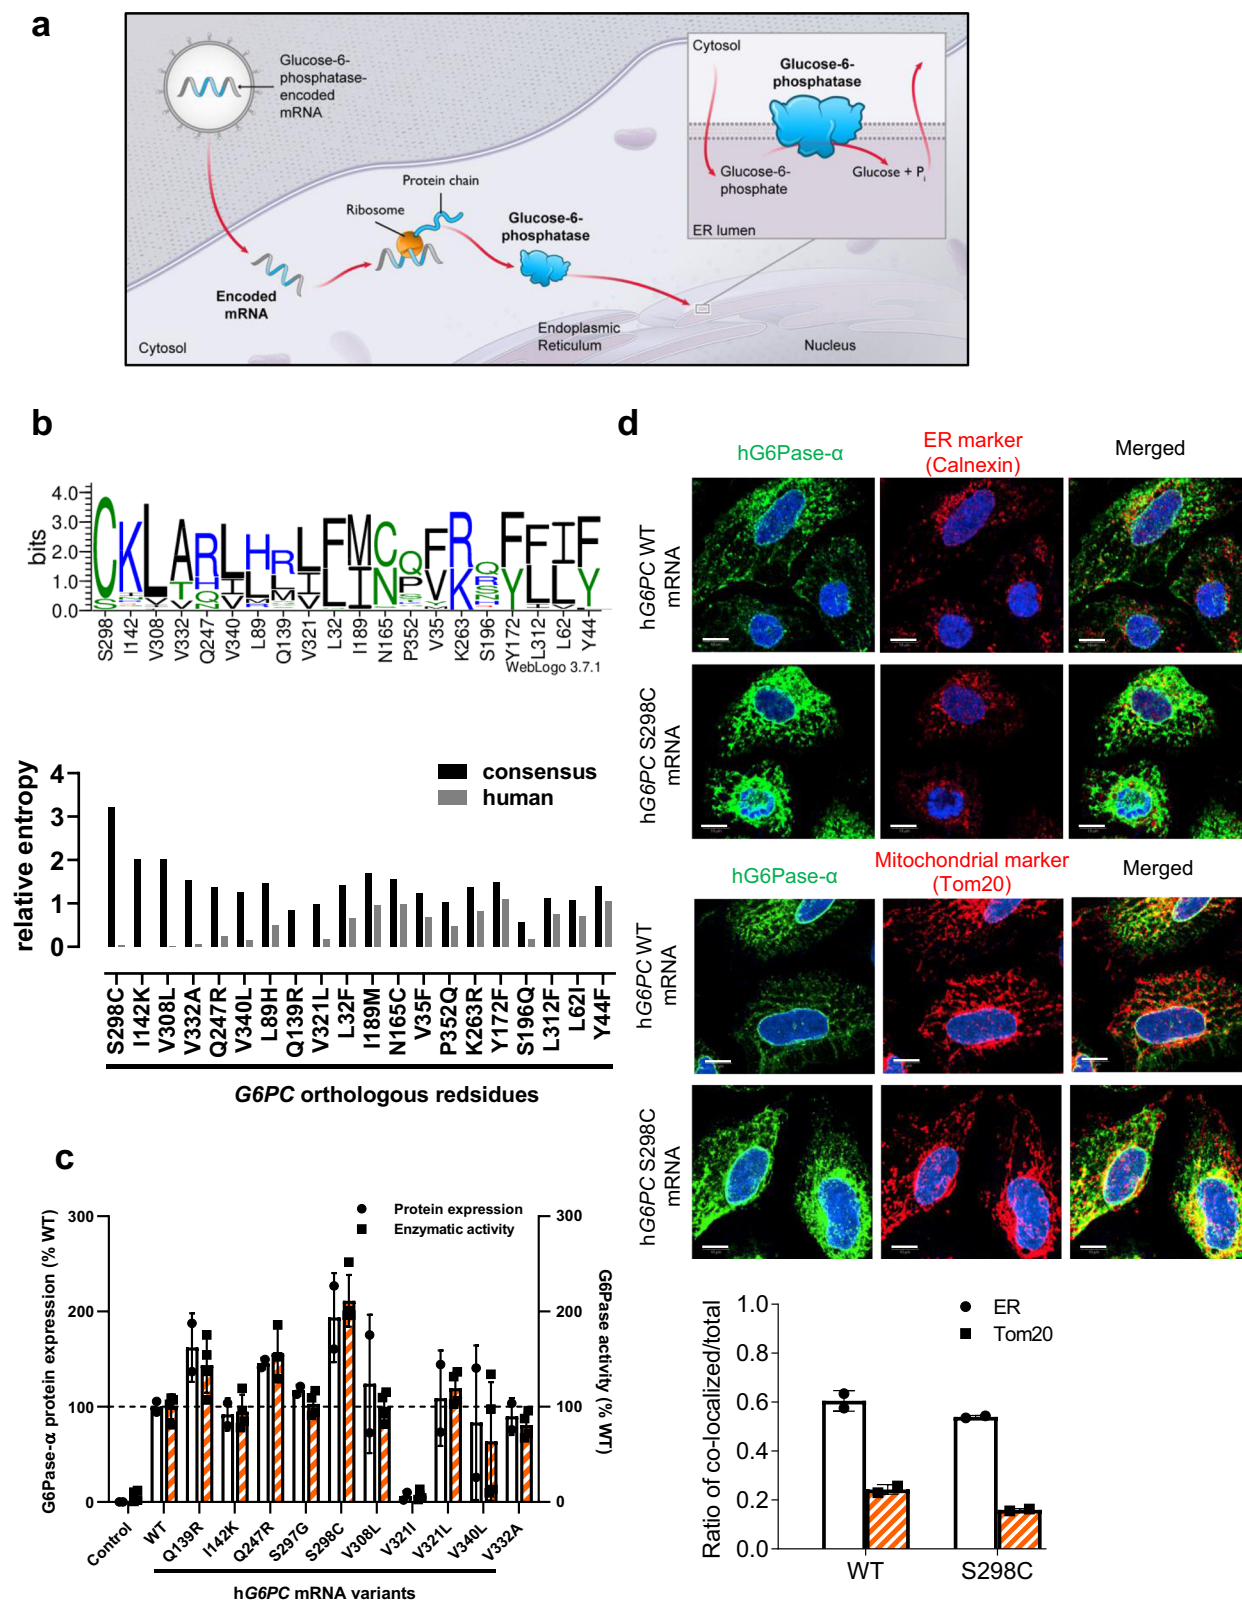 a
Glucose-6-
phosphatase-
encoded
mRNA
Cytosol
Glucose-6-
phosphatase
Glucose-6-
phosphate
Glucose + Pi
ER lumen
Protein chain
Ribosome
Glucose-6-
phosphatase
Encoded
mRNA
Endoplasmic
Reticulum
Nucleus
Cytosol
b
bits
4.0
3.0
2.0
1.0
0.0
S298 I142 V308 V332 Q247 V340 L89 Q139 V321 L32 I189 N165 P352 V35 K263 S196 Y172 L312 L62 Y44
WebLogo 3.7.1
relative entropy
4
3
2
1
0
consensus
human
S298C I142K V308L V332A Q247R V340L L89H Q139R V321L L32F I189M N165C V35F P352Q K263R Y172F S196Q L312F L62I Y44F
G6PC orthologous redsidues
c
Protein expression
Enzymatic activity
G6Pase-α protein expression (% WT)
300
200
100
0
G6Pase activity (% WT)
300
200
100
0
Control WT Q139R I142K Q247R S297G S298C V308L V321I V321L V340L V332A
hG6PC mRNA variants
d
hG6Pase-α
ER marker
(Calnexin)
Merged
hG6PC WT
mRNA
hG6PC S298C
mRNA
hG6Pase-α
Mitochondrial marker
(Tom20)
Merged
hG6PC WT
mRNA
hG6PC S298C
mRNA
Ratio of co-localized/total
1.0
0.8
0.6
0.4
0.2
0.0
ER
Tom20
WT S298C